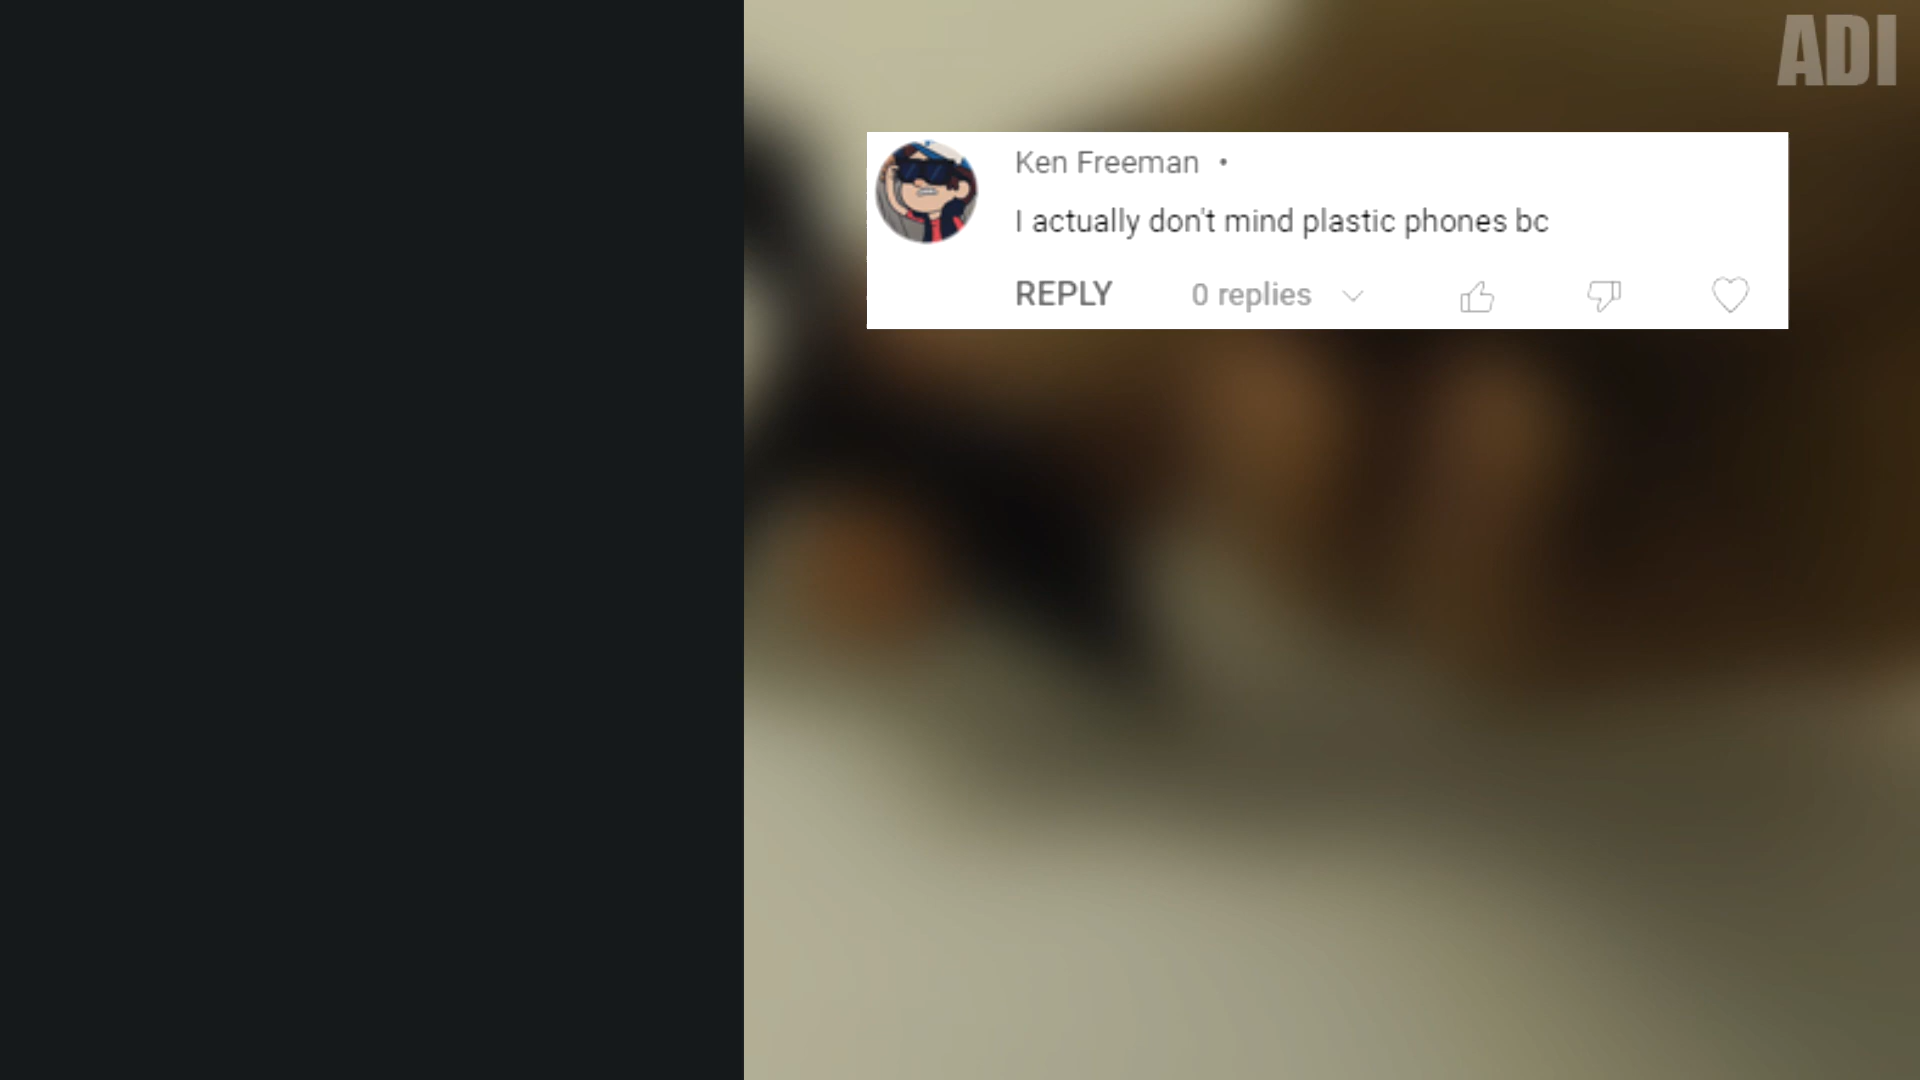 ADI
Ken Freeman •
I actually don't mind plastic phones bc
REPLY 0 replies